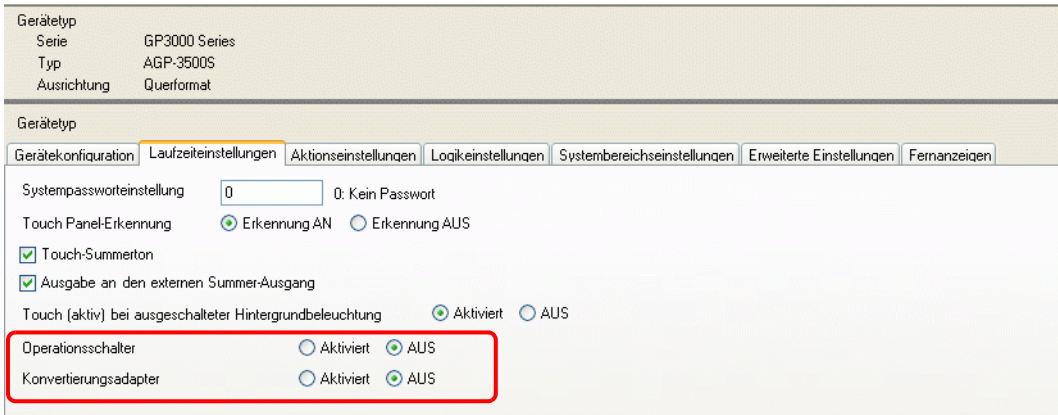 Gerätetyp
Serie GP3000 Series
Typ AGP-3500S
Ausrichtung Querformat
Gerätetyp
Gerätekonfiguration Laufzeiteinstellungen Aktionseinstellungen Logikeinstellungen Systembereichseinstellungen Erweiterte Einstellungen Fernanzeigen
Systempassworteinstellung 0 0: Kein Passwort
Touch Panel-Erkennung Erkennung AN Erkennung AUS
Touch-Summerton
Ausgabe an den externen Summer-Ausgang
Touch (aktiv) bei ausgeschalteter Hintergrundbeleuchtung Aktiviert AUS
Operationsschalter Aktiviert AUS
Konvertierungsadapter Aktiviert AUS